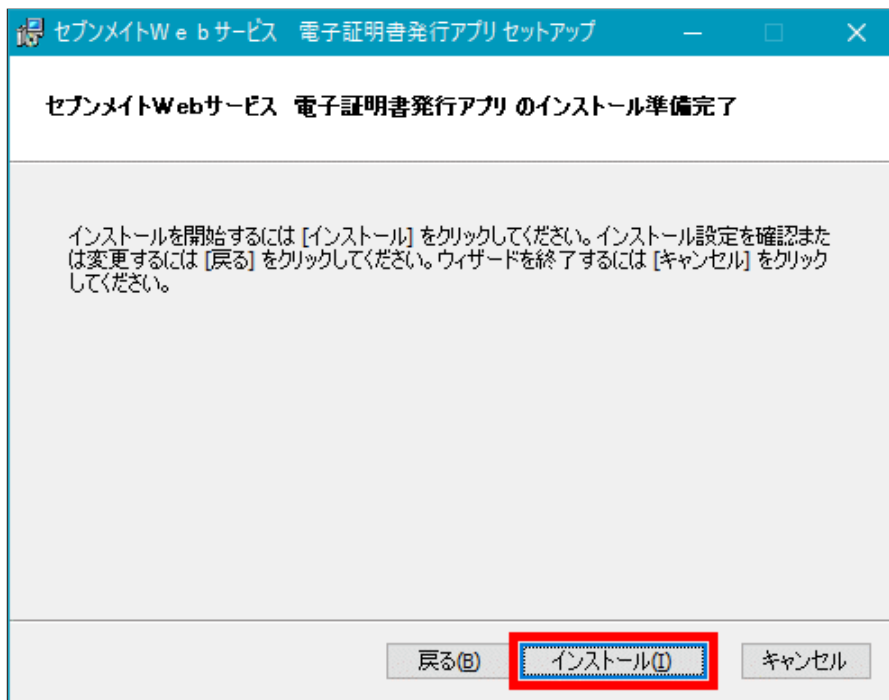 セブンメイトＷｅｂサービス　電子証明書発行アプリ セットアップ
セブンメイトＷｅｂサービス　電子証明書発行アプリ のインストール準備完了
インストールを開始するには [インストール] をクリックしてください。インストール設定を確認また
は変更するには [戻る] をクリックしてください。ウィザードを終了するには [キャンセル] をクリック
してください。
戻る(B)
インストール(I)
キャンセル